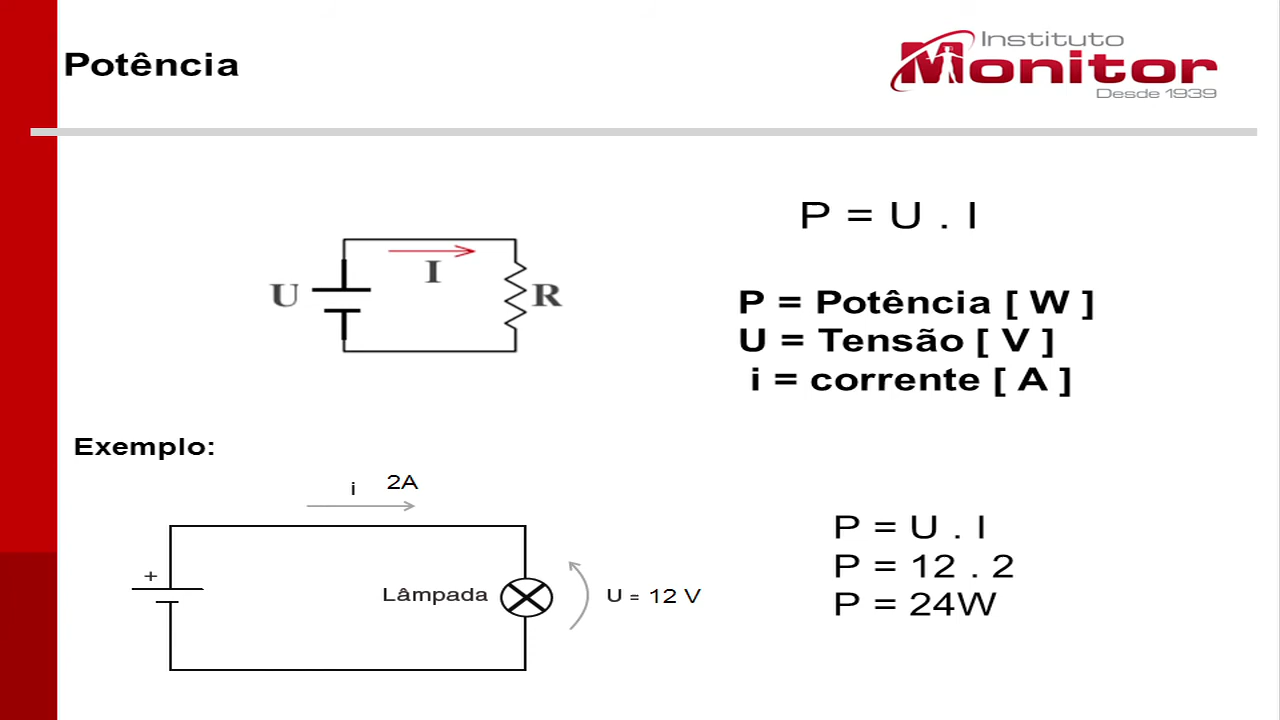 Potência
Instituto
Monitor
Desde 1939
P = U . I
U
I
R
P = Potência [ W ]
U = Tensão [ V ]
i = corrente [ A ]
Exemplo:
i 2A
+
Lâmpada
U = 12 V
P = U . I
P = 12 . 2
P = 24W